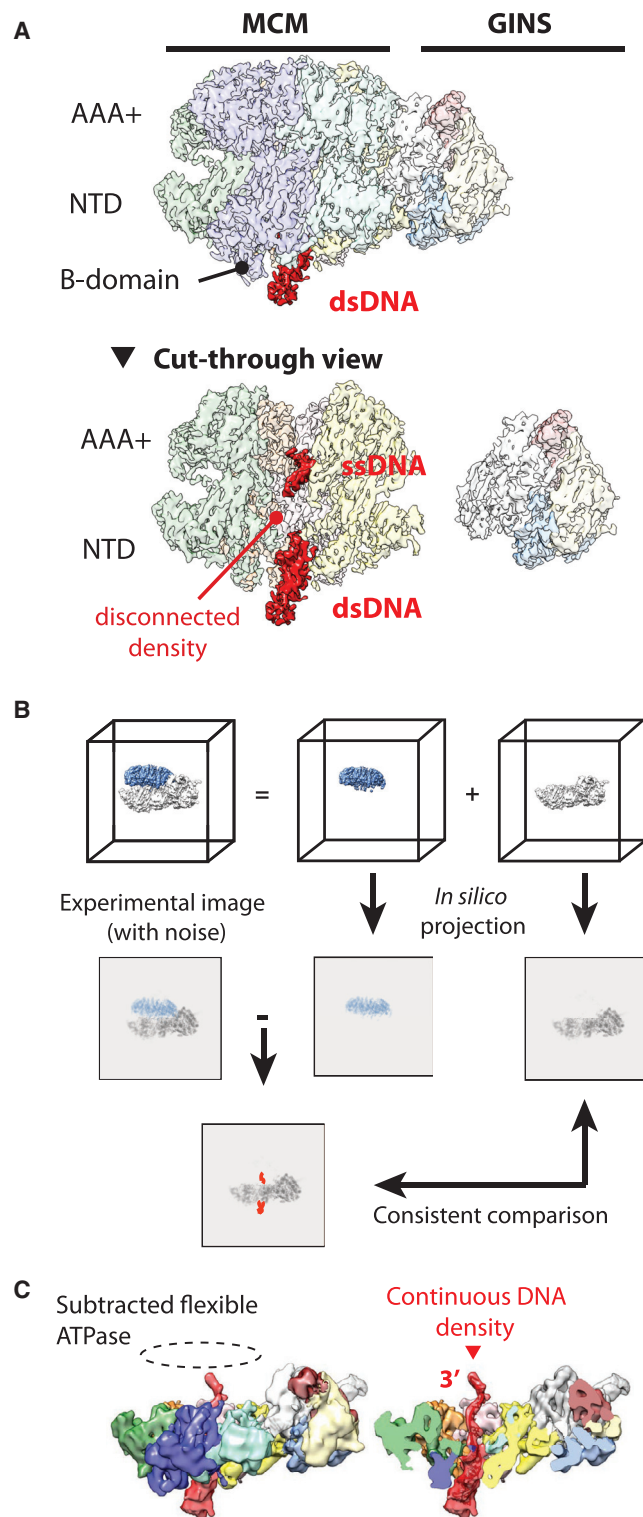 A
MCM
GINS
AAA+
NTD
B-domain
dsDNA
▼ Cut-through view
AAA+
ssDNA
NTD
disconnected
density
dsDNA
B
=
+
Experimental image
(with noise)
In silico
projection
-
Consistent comparison
C
Subtracted flexible
ATPase
Continuous DNA
density
3'